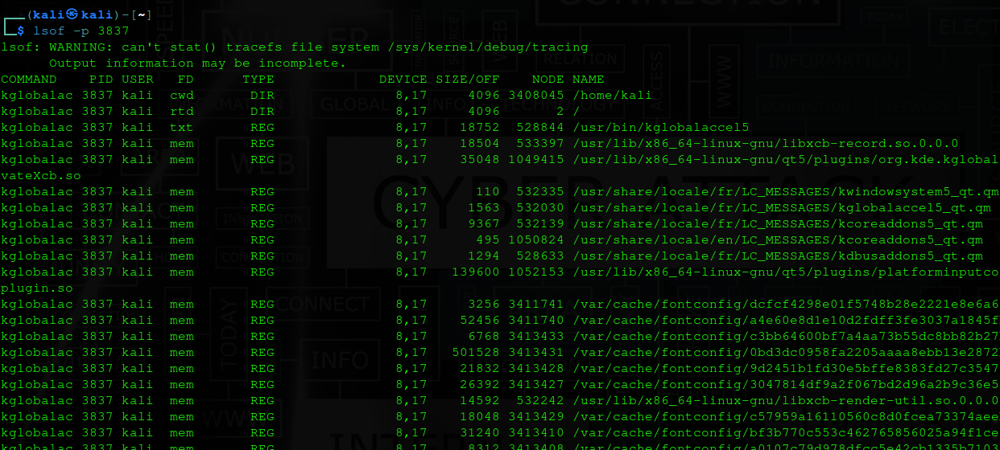 (kali㉿kali)-[~]
$ lsof -p 3837
lsof: WARNING: can't stat() tracefs file system /sys/kernel/debug/tracing
      Output information may be incomplete.
COMMAND    PID USER   FD      TYPE             DEVICE SIZE/OFF    NODE NAME
kglobalac 3837 kali  cwd       DIR               8,17     4096 3408045 /home/kali
kglobalac 3837 kali  rtd       DIR               8,17     4096       2 /
kglobalac 3837 kali  txt       REG               8,17    18752  528844 /usr/bin/kglobalaccel5
kglobalac 3837 kali  mem       REG               8,17    18504  533397 /usr/lib/x86_64-linux-gnu/libxcb-record.so.0.0.0
kglobalac 3837 kali  mem       REG               8,17    35048 1049415 /usr/lib/x86_64-linux-gnu/qt5/plugins/org.kde.kglobal
vateXcb.so
kglobalac 3837 kali  mem       REG               8,17      110  532335 /usr/share/locale/fr/LC_MESSAGES/kwindowsystem5_qt.qm
kglobalac 3837 kali  mem       REG               8,17     1563  532030 /usr/share/locale/fr/LC_MESSAGES/kglobalaccel5_qt.qm
kglobalac 3837 kali  mem       REG               8,17     9367  532139 /usr/share/locale/fr/LC_MESSAGES/kcoreaddons5_qt.qm
kglobalac 3837 kali  mem       REG               8,17      495 1050824 /usr/share/locale/en/LC_MESSAGES/kcoreaddons5_qt.qm
kglobalac 3837 kali  mem       REG               8,17     1294  528633 /usr/share/locale/fr/LC_MESSAGES/kdbusaddons5_qt.qm
kglobalac 3837 kali  mem       REG               8,17   139600 1052153 /usr/lib/x86_64-linux-gnu/qt5/plugins/platforminputco
plugin.so
kglobalac 3837 kali  mem       REG               8,17     3256 3411741 /var/cache/fontconfig/dcfcf4298e01f5748b28e2221e8e6a6
kglobalac 3837 kali  mem       REG               8,17    52456 3411740 /var/cache/fontconfig/a4e60e8d1e10d2fdff3fe3037a1845f
kglobalac 3837 kali  mem       REG               8,17     6768 3413433 /var/cache/fontconfig/c3bb64600bf7a4aa73b55dc8bb82b27
kglobalac 3837 kali  mem       REG               8,17   501528 3413431 /var/cache/fontconfig/0bd3dc0958fa2205aaaa8ebb13e2872
kglobalac 3837 kali  mem       REG               8,17    21832 3413428 /var/cache/fontconfig/9d2451b1fd30e5bffe8383fd27c3547
kglobalac 3837 kali  mem       REG               8,17    26392 3413427 /var/cache/fontconfig/3047814df9a2f067bd2d96a2b9c36e5
kglobalac 3837 kali  mem       REG               8,17    14592  532242 /usr/lib/x86_64-linux-gnu/libxcb-render-util.so.0.0.0
kglobalac 3837 kali  mem       REG               8,17    18048 3413429 /var/cache/fontconfig/c57959a16110560c8d0fcea73374aee
kglobalac 3837 kali  mem       REG               8,17    31240 3413410 /var/cache/fontconfig/bf3b770c553c462765856025a94f1ce
kglobalac 3837 kali  mem       REG               8,17     8312 3413408
CONNECTION
TODAY
WEB
RELATION
ACCESS
WWW
INFORMATION
GLOBAL
TECHNOLOGY
WEB
CYBER ATTACK
TODAY
CONNECT
INFO